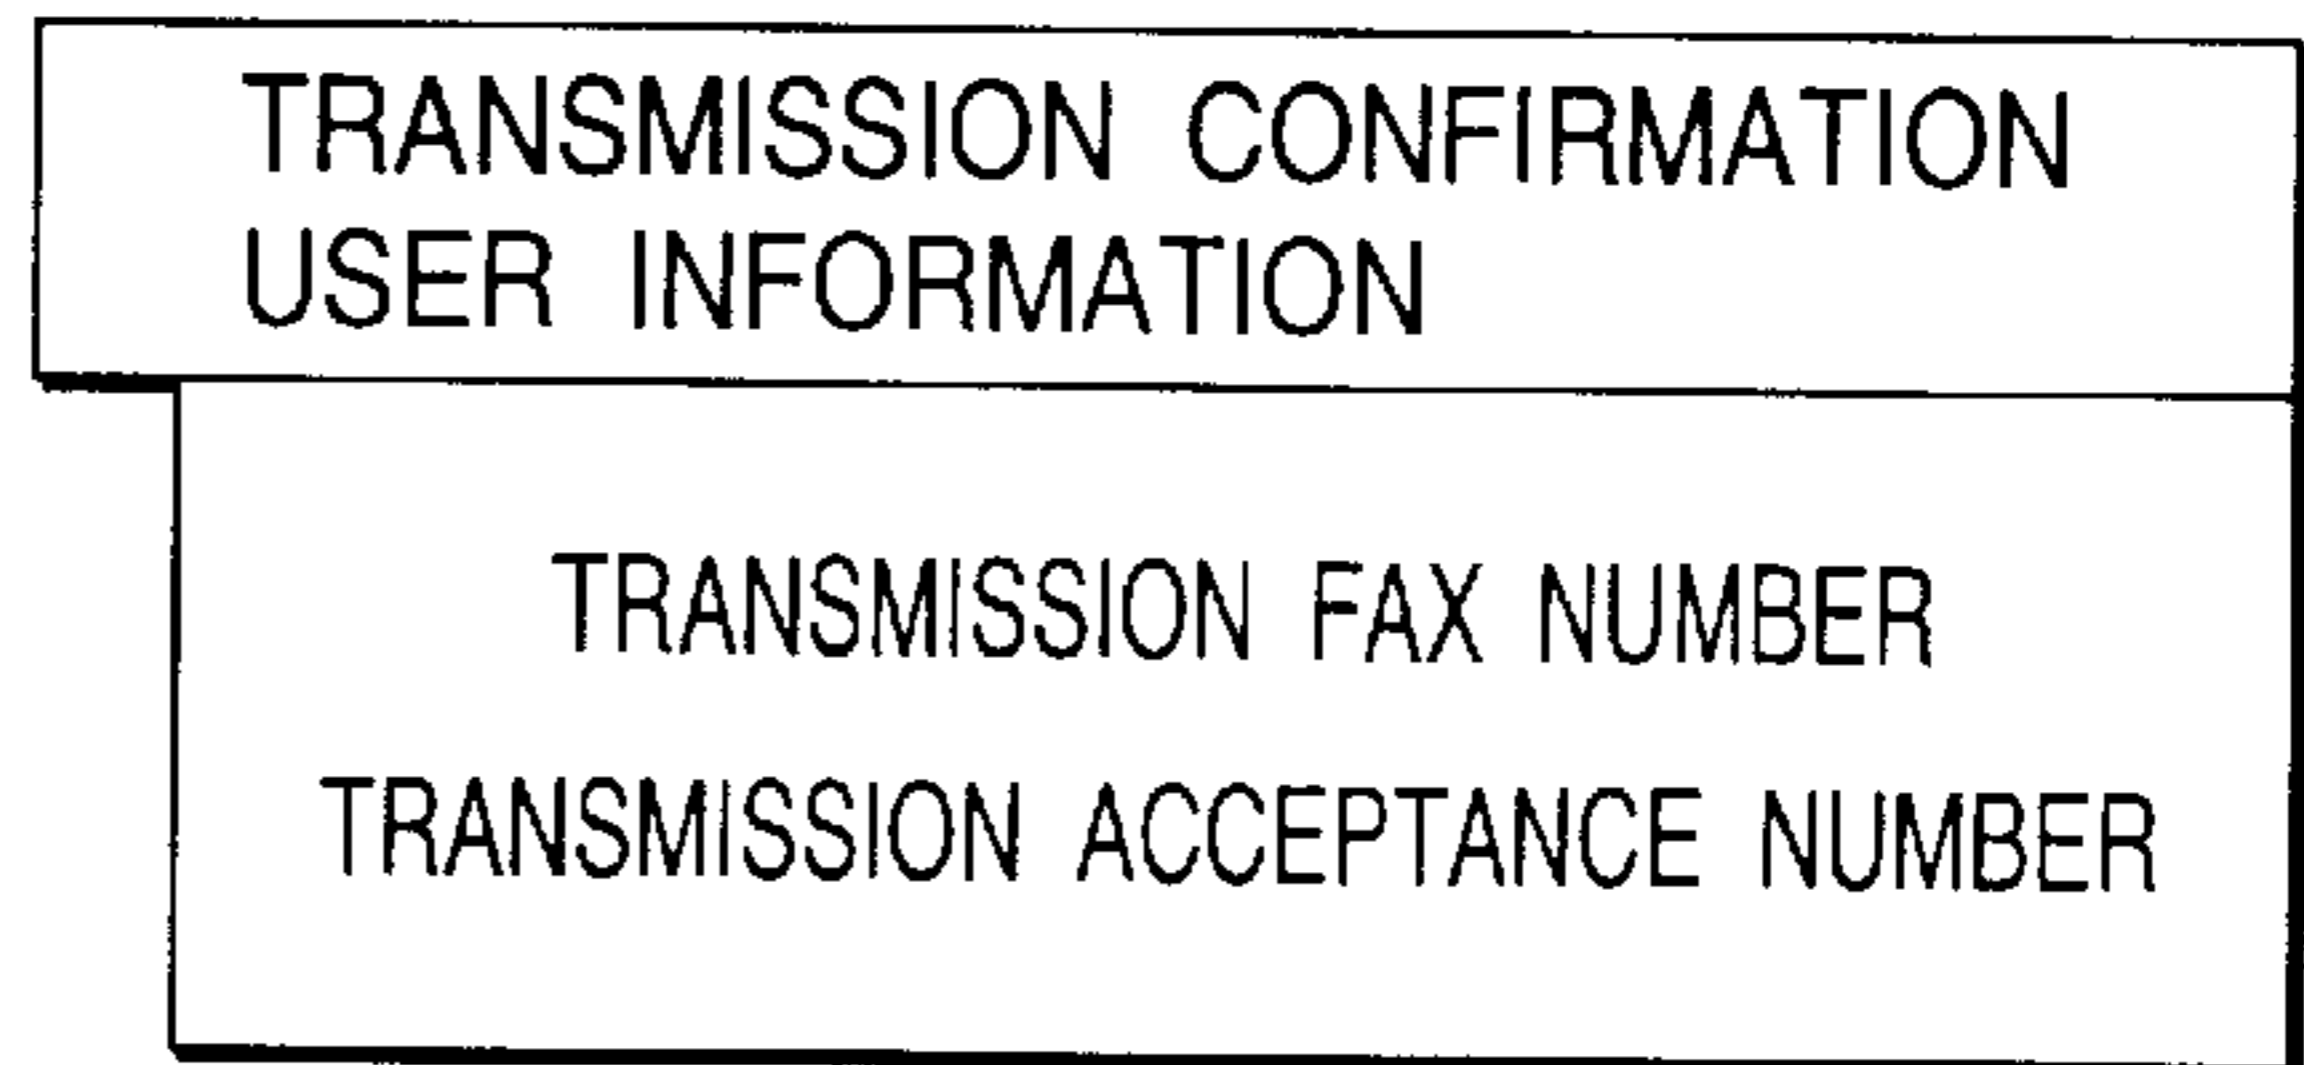 TRANSMISSION CONFIRMATION
USER INFORMATION
TRANSMISSION FAX NUMBER
TRANSMISSION ACCEPTANCE NUMBER